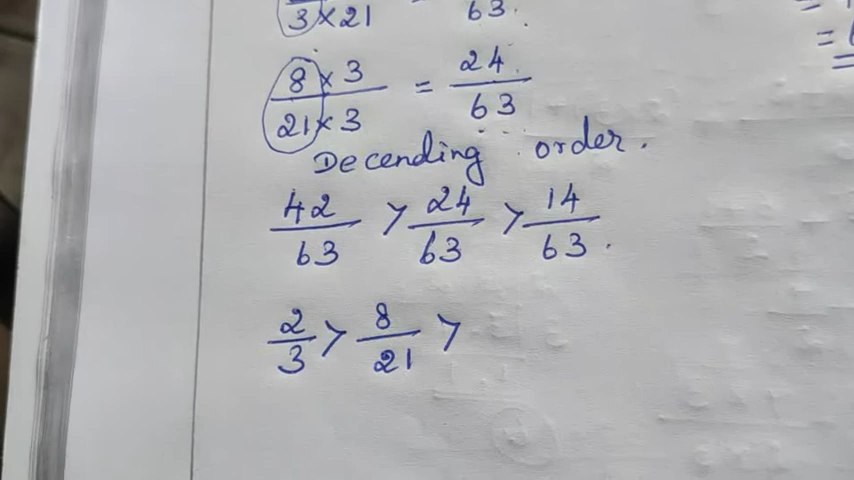 3×21 63.
8×3/21×3 = 24/63
Decending order.
42/63 > 24/63 > 14/63.
2/3 > 8/21 >